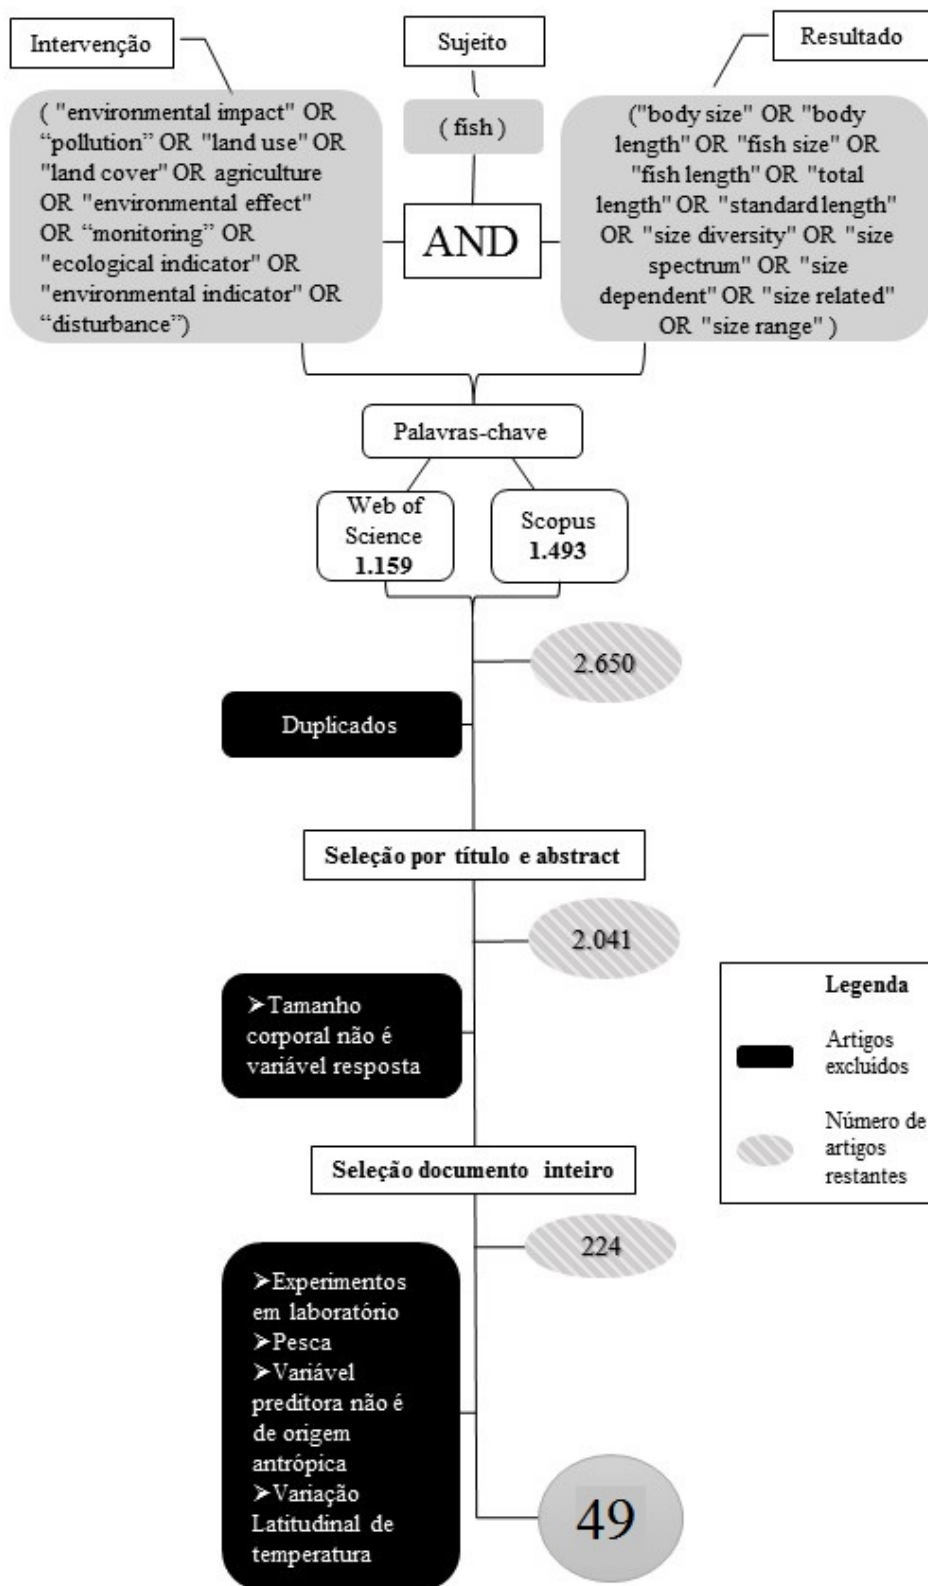 Intervenção
Sujeito
Resultado
( "environmental impact" OR
“pollution” OR "land use" OR
"land cover" OR agriculture
OR "environmental effect"
OR “monitoring” OR
"ecological indicator" OR
"environmental indicator" OR
“disturbance”)
( fish )
AND
("body size" OR "body
length" OR "fish size" OR
"fish length" OR "total
length" OR "standard length"
OR "size diversity" OR "size
spectrum" OR "size
dependent" OR "size related"
OR "size range" )
Palavras-chave
Web of
Science
1.159
Scopus
1.493
2.650
Duplicados
Seleção por título e abstract
2.041
➤Tamanho
corporal não é
variável resposta
Legenda
Artigos
excluídos
Número de
artigos
restantes
Seleção documento inteiro
224
➤Experimentos
em laboratório
➤Pesca
➤Variável
preditora não é
de origem
antrópica
➤Variação
Latitudinal de
temperatura
49